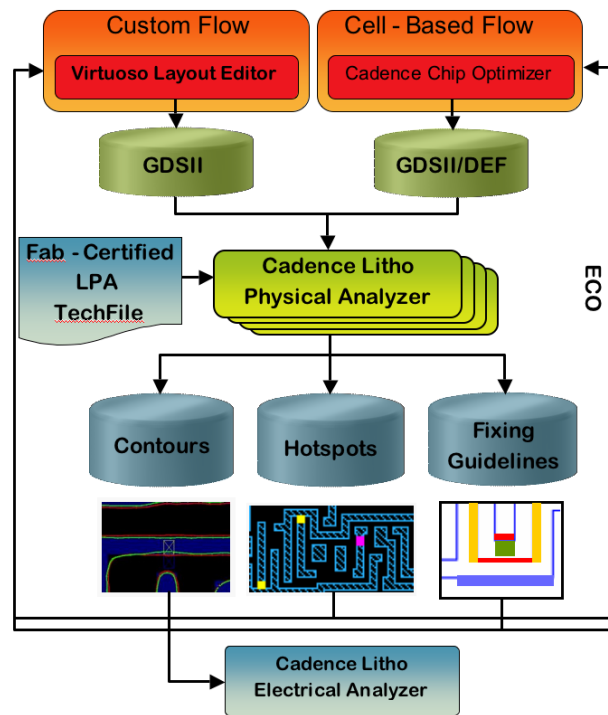 Custom Flow
Virtuoso Layout Editor
Cell - Based Flow
Cadence Chip Optimizer
GDSII
GDSII/DEF
Fab - Certified
LPA
TechFile
Cadence Litho
Physical Analyzer
ECO
Contours
Hotspots
Fixing
Guidelines
Cadence Litho
Electrical Analyzer